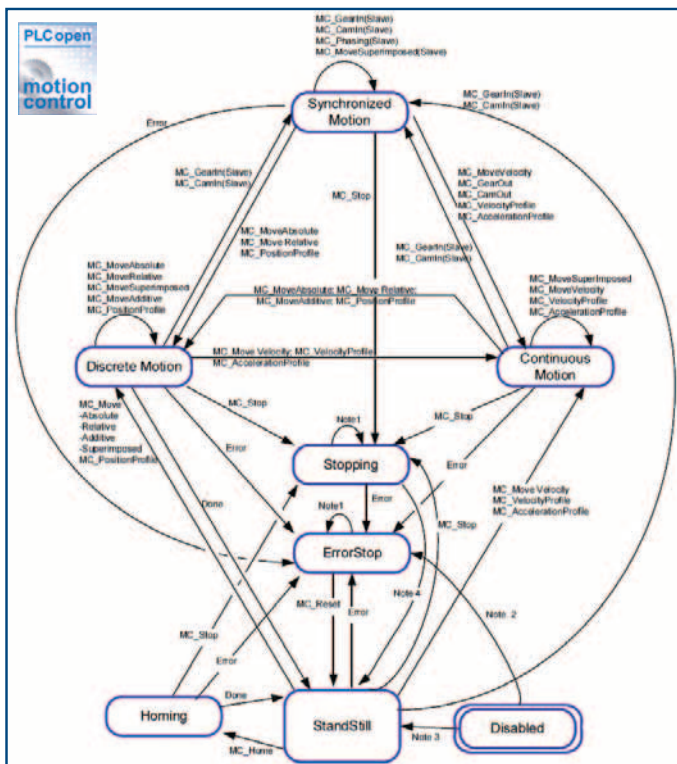 PLCopen
motion
control
MC_GearIn(Slave)
MC_CamIn(Slave)
MC_Phasing(Slave)
MC_MoveSuperimposed(Slave)
Synchronized
Motion
MC_GearIn(Slave)
MC_CamIn(Slave)
Error
MC_GearIn(Slave)
MC_CamIn(Slave)
MC_Stop
MC_MoveVelocity
MC_GearOut
MC_CamOut
MC_VelocityProfile
MC_AccelerationProfile
MC_MoveAbsolute
MC_Move Relative
MC_PositionProfile
MC_GearIn(Slave)
MC_CamIn(Slave)
MC_MoveAbsolute
MC_MoveRelative
MC_MoveSuperimposed
MC_MoveAdditive
MC_PositionProfile
MC_MoveAbsolute; MC_Move Relative;
MC_MoveAdditive; MC_PositionProfile
MC_MoveSuperImposed
MC_MoveVelocity
MC_VelocityProfile
MC_AccelerationProfile
Discrete Motion
MC_Move Velocity; MC_VelocityProfile;
MC_AccelerationProfile
Continuous
Motion
MC_Move
-Absolute
-Relative
-Additive
-Superimposed
MC_PositionProfile
MC_Stop
Note1
MC_Stop
Stopping
Error
Error
Error
Done
Note1
ErrorStop
MC_Move Velocity
MC_VelocityProfile
MC_AccelerationProfile
MC_Stop
MC_Reset
Error
Note 4
Note. 2
MC_Stop
Error
Done
Homing
StandStill
Disabled
Note 3
MC_Home